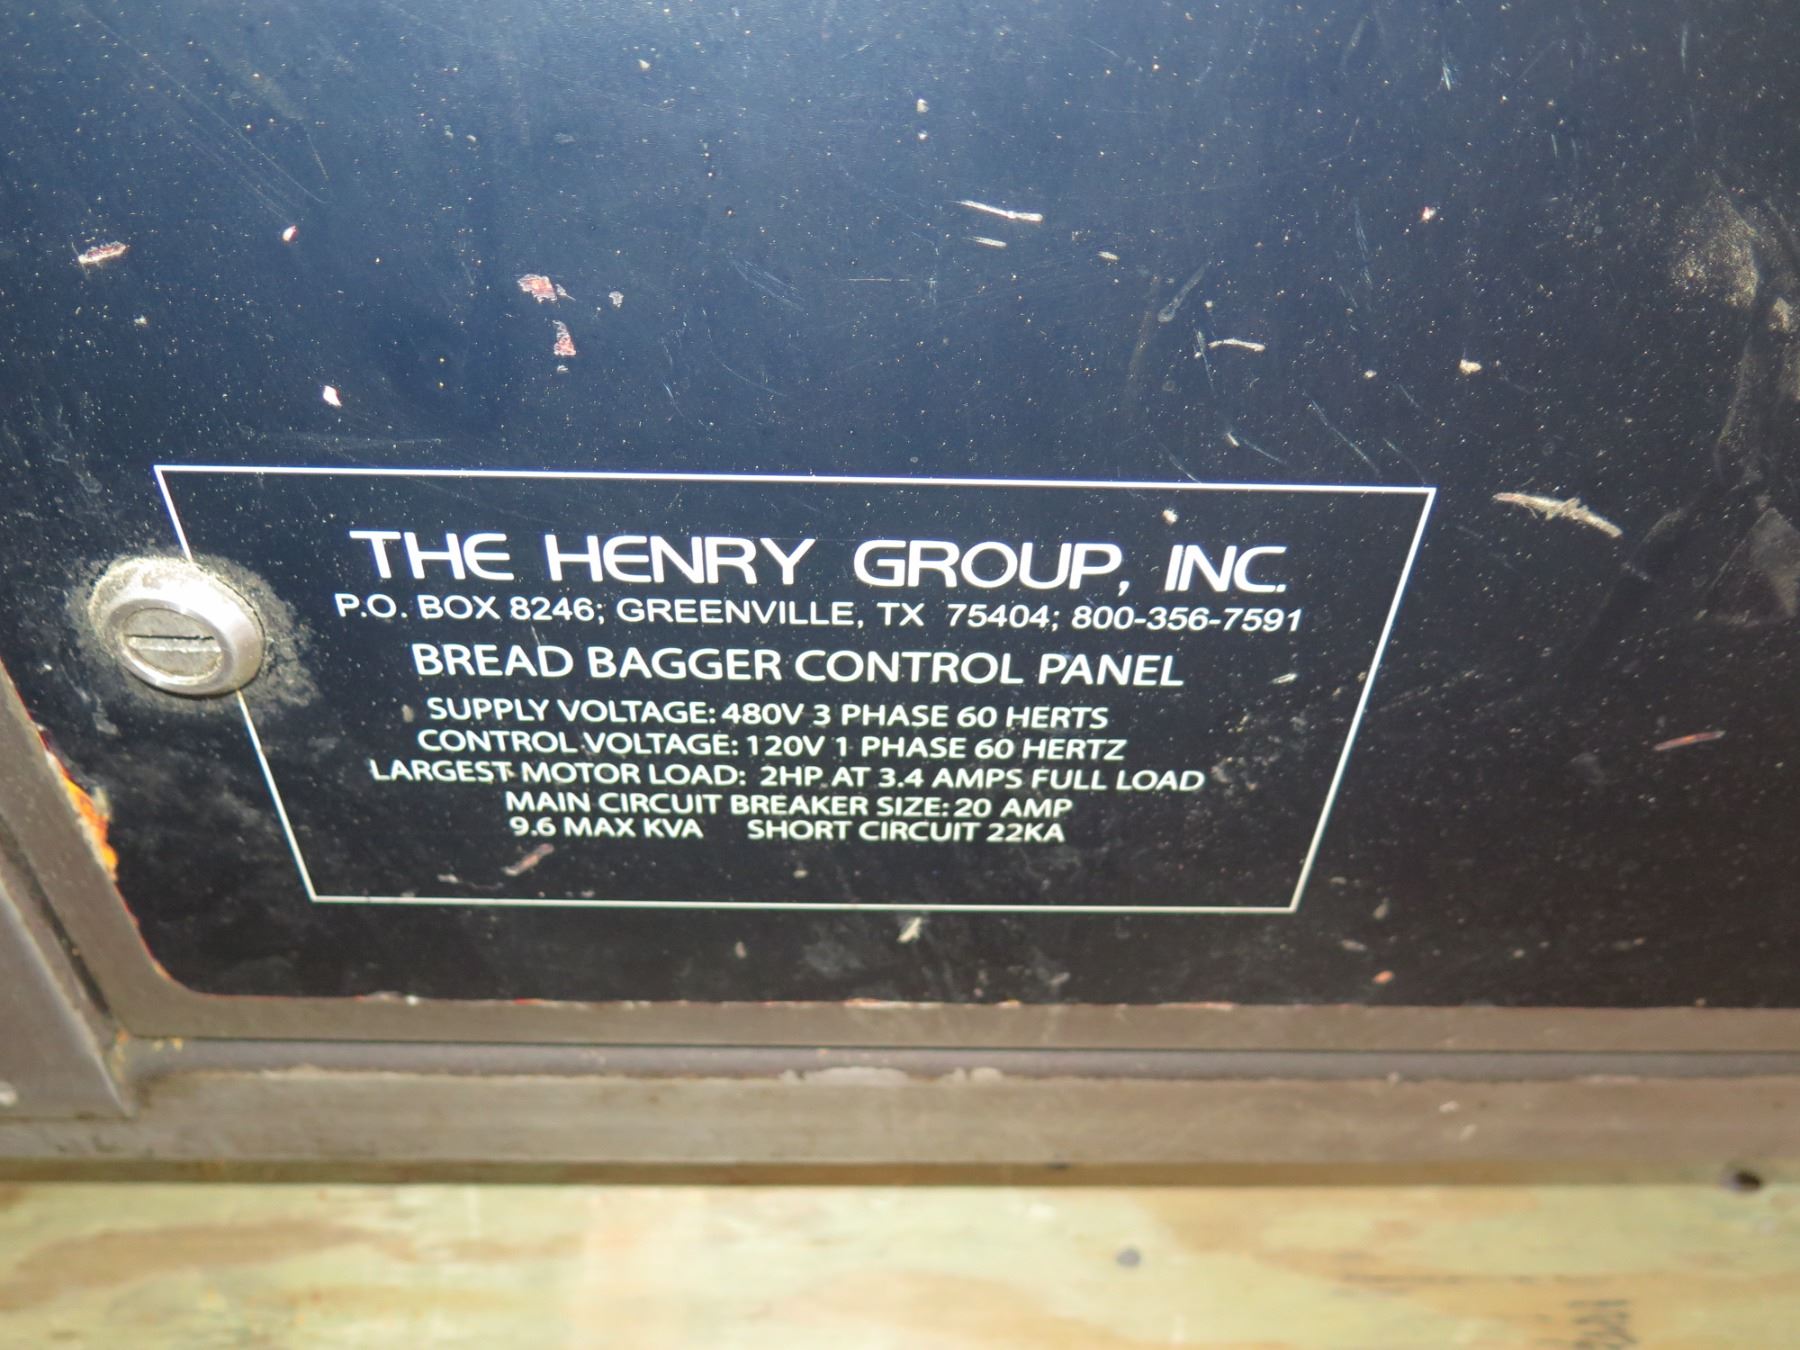 THE HENRY GROUP, INC.
P.O. BOX 8246; GREENVILLE, TX 75404; 800-356-7591
BREAD BAGGER CONTROL PANEL
SUPPLY VOLTAGE: 480V 3 PHASE 60 HERTS
CONTROL VOLTAGE: 120V 1 PHASE 60 HERTZ
LARGEST MOTOR LOAD: 2HP AT 3.4 AMPS FULL LOAD
MAIN CIRCUIT BREAKER SIZE: 20 AMP
9.6 MAX KVA SHORT CIRCUIT 22KA